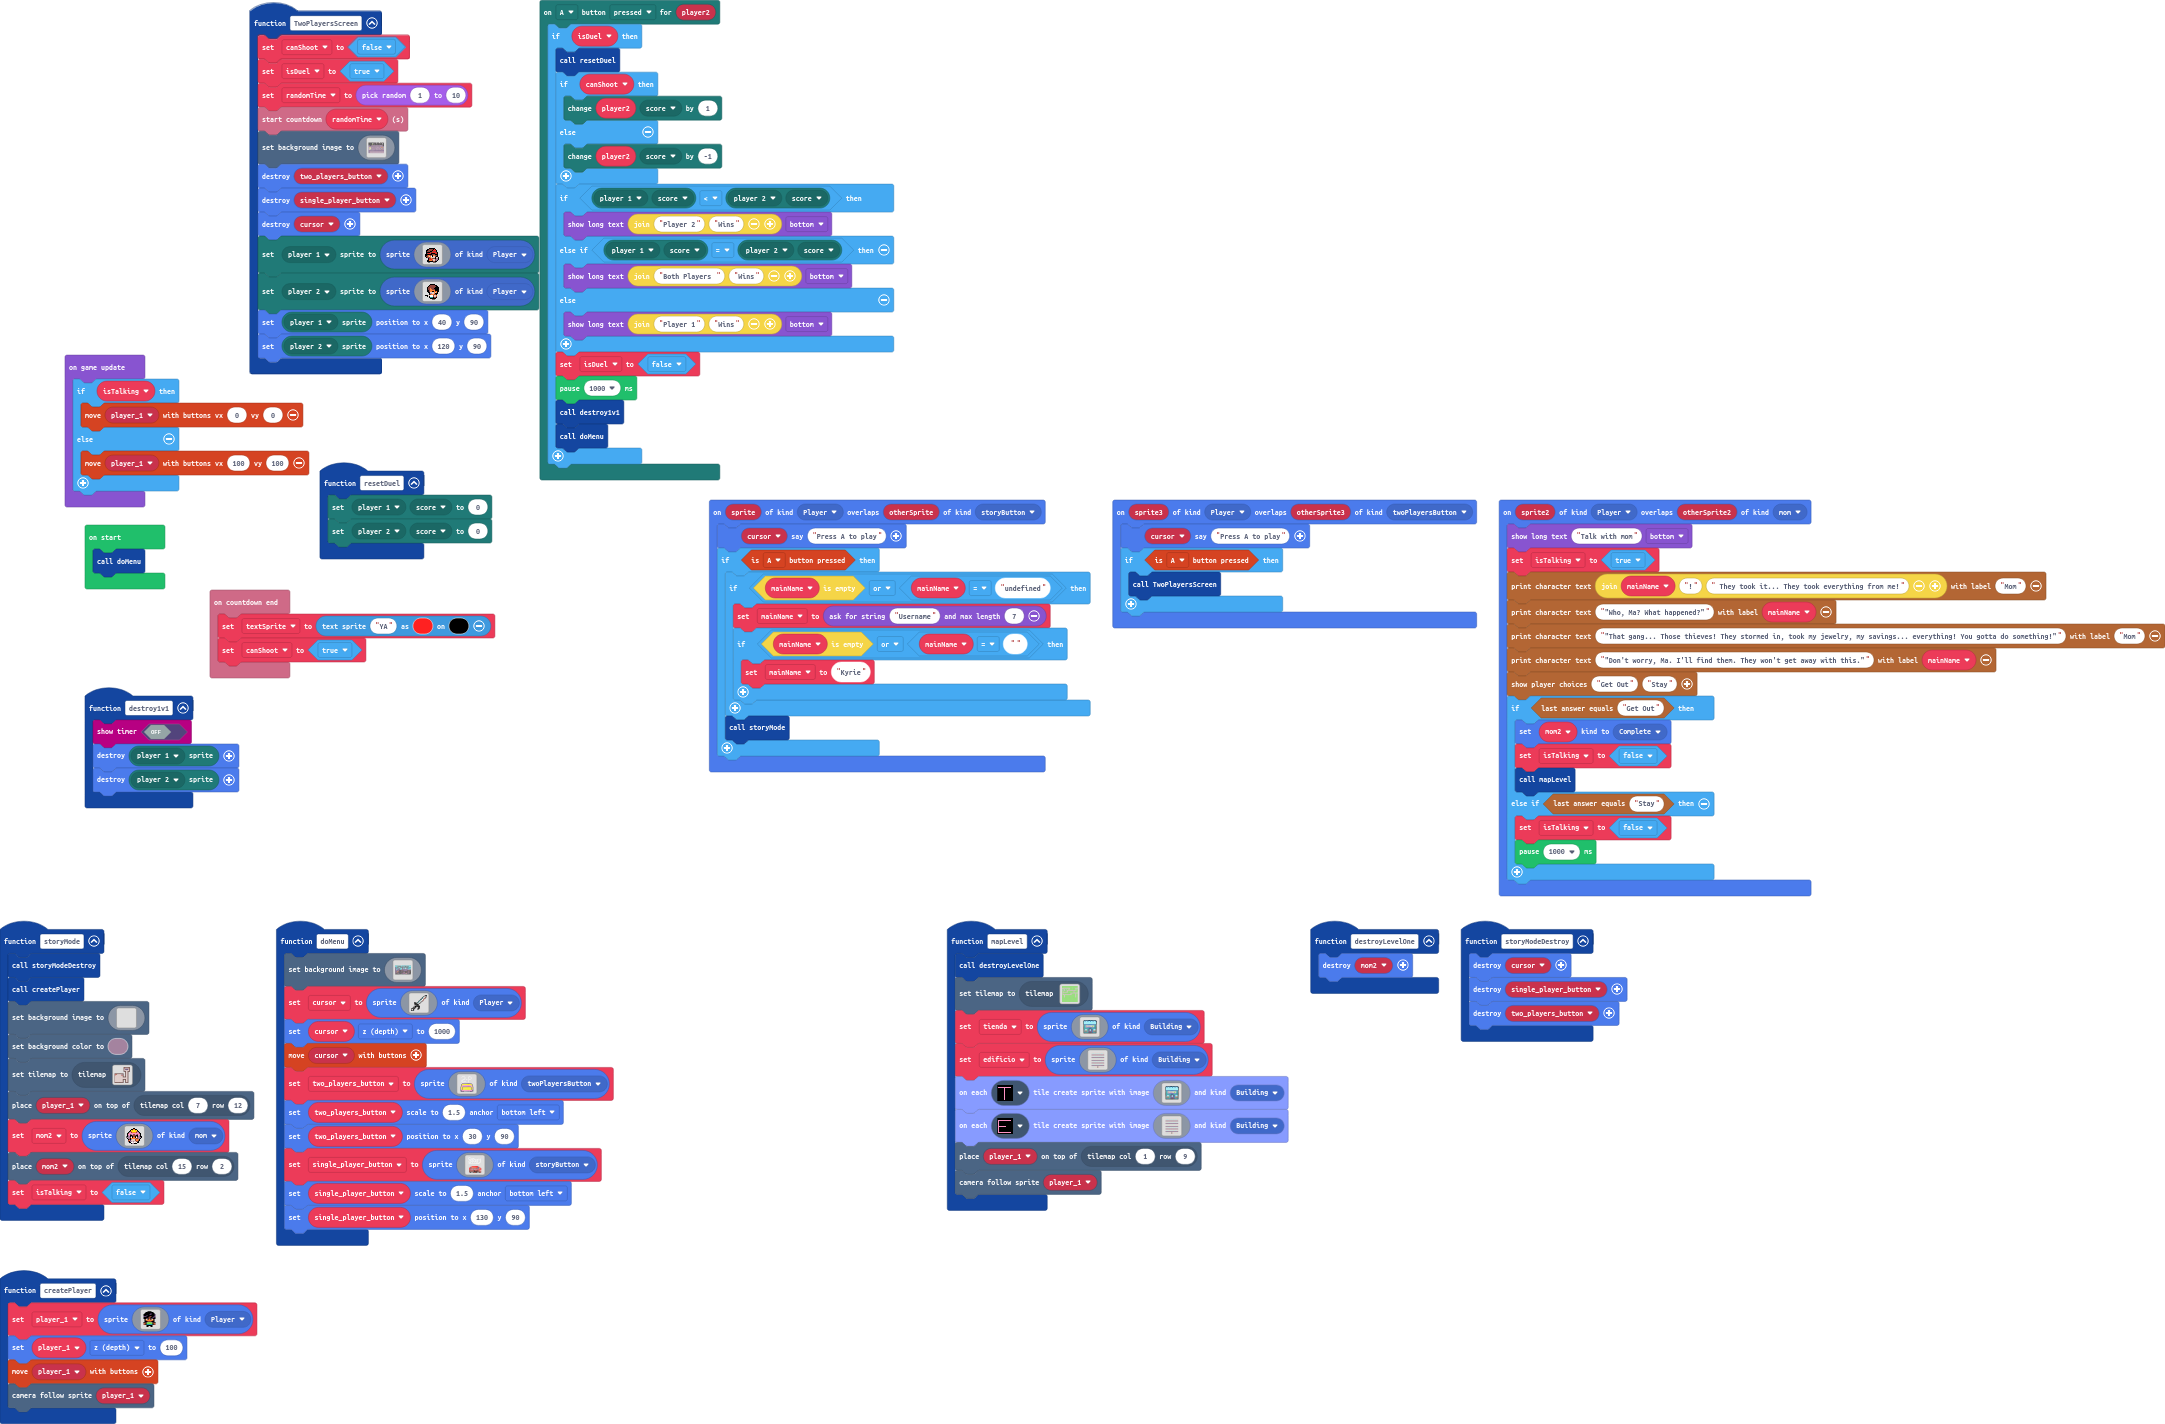 function TwoPlayersScreen
set canShoot to false
set isDuel to true
set randomTime to pick random 1 to 10
start countdown randomTime (s)
set background image to
destroy two_players_button
destroy single_player_button
destroy cursor
set player 1 sprite to sprite of kind Player
set player 2 sprite to sprite of kind Player
set player 1 sprite position to x 40 y 90
set player 2 sprite position to x 120 y 90
on A button pressed for player2
if isDuel then
call resetDuel
if canShoot then
change player2 score by 1
else
change player2 score by -1
if player 1 score < player 2 score then
show long text join "Player 2" "Wins" bottom
else if player 1 score = player 2 score then
show long text join "Both Players " "Wins" bottom
else
show long text join "Player 1" "Wins" bottom
set isDuel to false
pause 1000 ms
call destroy1v1
call doMenu
on game update
if isTalking then
move player_1 with buttons vx 0 vy 0
else
move player_1 with buttons vx 100 vy 100
function resetDuel
set player 1 score to 0
set player 2 score to 0
on start
call doMenu
on countdown end
set textSprite to text sprite "YA" as on
set canShoot to true
function destroy1v1
show timer OFF
destroy player 1 sprite
destroy player 2 sprite
on sprite of kind Player overlaps otherSprite of kind storyButton
cursor say "Press A to play"
if is A button pressed then
if mainName is empty or mainName = "undefined" then
set mainName to ask for string "Username" and max length 7
if mainName is empty or mainName = " " then
set mainName to "Kyrie"
call storyMode
on sprite3 of kind Player overlaps otherSprite3 of kind twoPlayersButton
cursor say "Press A to play"
if is A button pressed then
call TwoPlayersScreen
on sprite2 of kind Player overlaps otherSprite2 of kind mom
show long text "Talk with mom" bottom
set isTalking to true
print character text join mainName "!" " They took it... They took everything from me!" with label "Mom"
print character text ""Who, Ma? What happened?"" with label mainName
print character text ""That gang... Those thieves! They stormed in, took my jewelry, my savings... everything! You gotta do something!"" with label "Mom"
print character text ""Don't worry, Ma. I'll find them. They won't get away with this."" with label mainName
show player choices "Get Out" "Stay"
if last answer equals "Get Out" then
set mom2 kind to Complete
set isTalking to false
call mapLevel
else if last answer equals "Stay" then
set isTalking to false
pause 1000 ms
function storyMode
call storyModeDestroy
call createPlayer
set background image to
set background color to
set tilemap to tilemap
place player_1 on top of tilemap col 7 row 12
set mom2 to sprite of kind mom
place mom2 on top of tilemap col 15 row 2
set isTalking to false
function doMenu
set background image to
set cursor to sprite of kind Player
set cursor z (depth) to 1000
move cursor with buttons
set two_players_button to sprite of kind twoPlayersButton
set two_players_button scale to 1.5 anchor bottom left
set two_players_button position to x 30 y 90
set single_player_button to sprite of kind storyButton
set single_player_button scale to 1.5 anchor bottom left
set single_player_button position to x 130 y 90
function mapLevel
call destroyLevelOne
set tilemap to tilemap
set tienda to sprite of kind Building
set edificio to sprite of kind Building
on each tile create sprite with image and kind Building
on each tile create sprite with image and kind Building
place player_1 on top of tilemap col 1 row 9
camera follow sprite player_1
function destroyLevelOne
destroy mom2
function storyModeDestroy
destroy cursor
destroy single_player_button
destroy two_players_button
function createPlayer
set player_1 to sprite of kind Player
set player_1 z (depth) to 100
move player_1 with buttons
camera follow sprite player_1